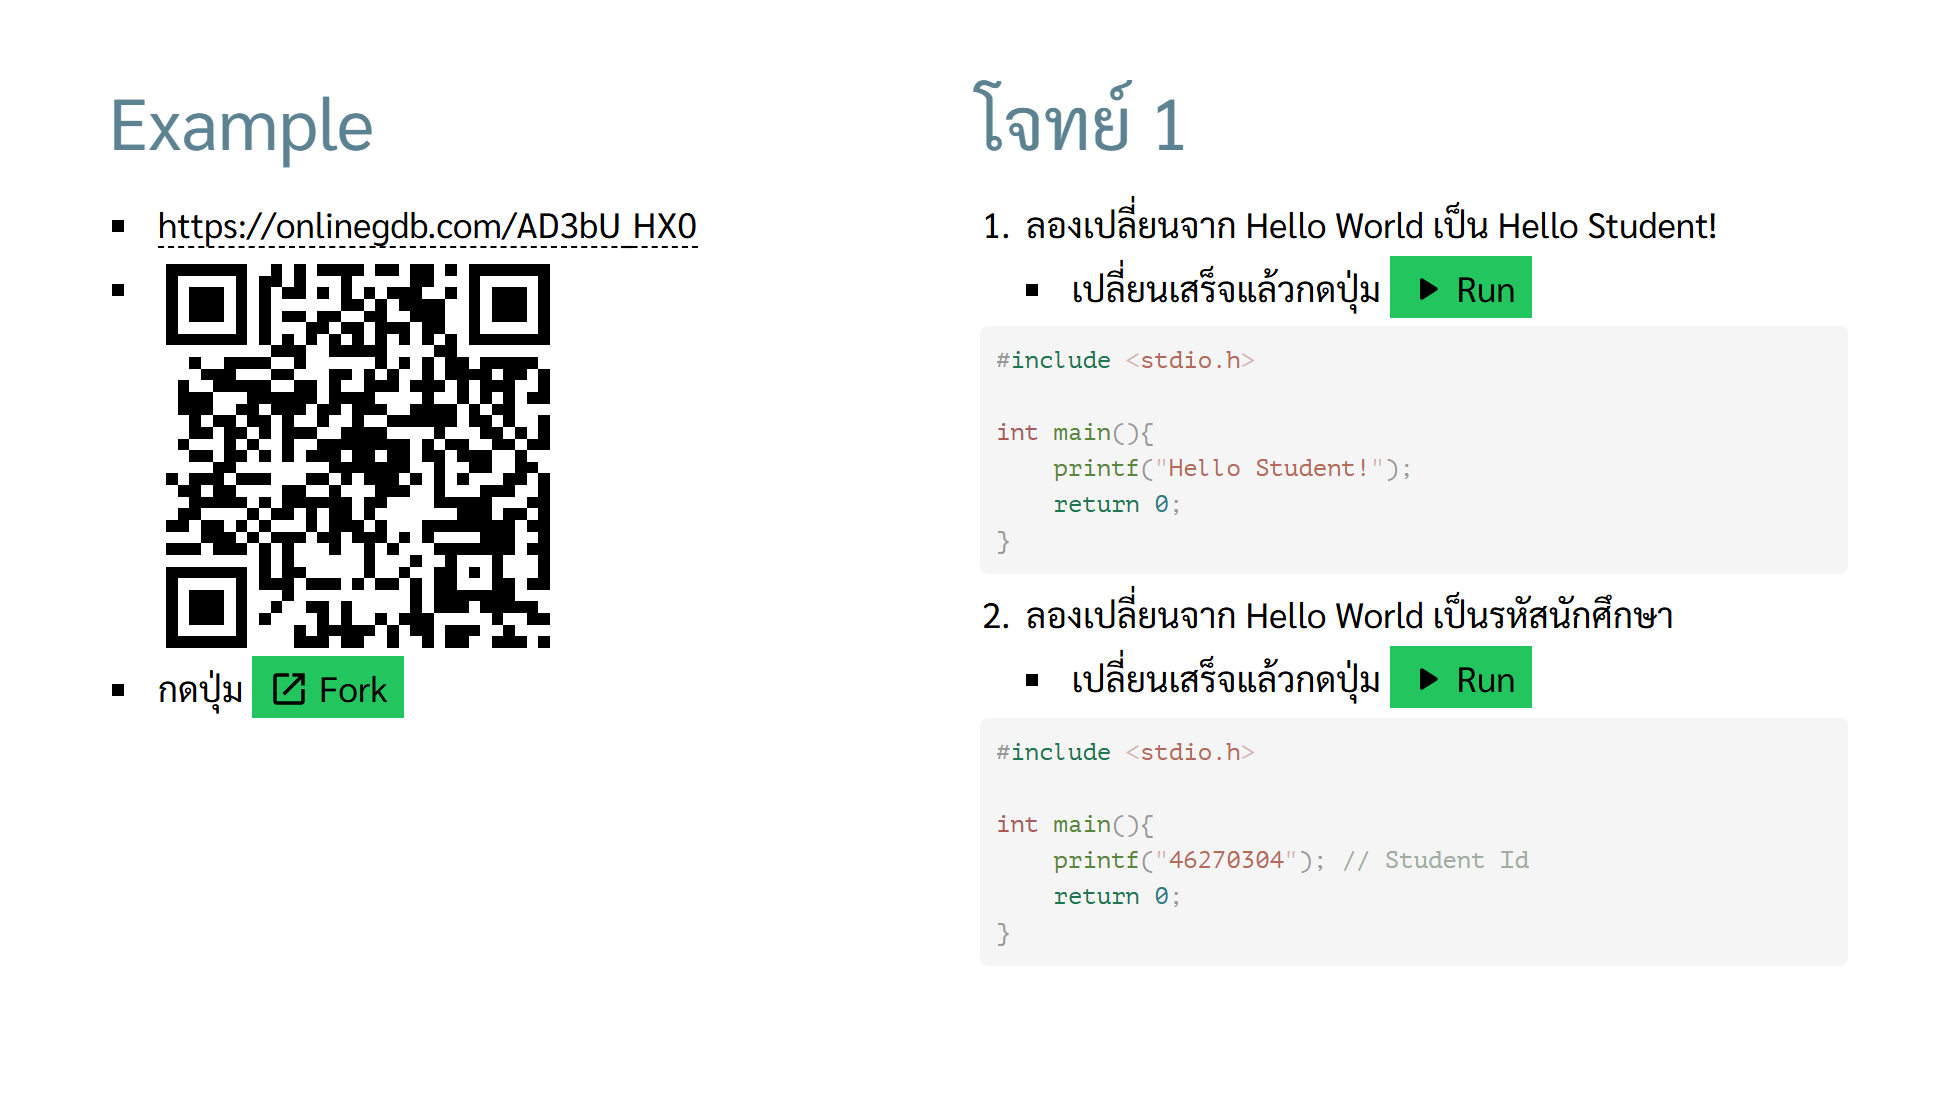 Example
https://onlinegdb.com/AD3bU_HX0
กดปุ่ม Fork
โจทย์ 1
1. ลองเปลี่ยนจาก Hello World เป็น Hello Student!
เปลี่ยนเสร็จแล้วกดปุ่ม Run
#include <stdio.h>
int main(){
    printf("Hello Student!");
    return 0;
}
2. ลองเปลี่ยนจาก Hello World เป็นรหัสนักศึกษา
เปลี่ยนเสร็จแล้วกดปุ่ม Run
#include <stdio.h>
int main(){
    printf("46270304"); // Student Id
    return 0;
}